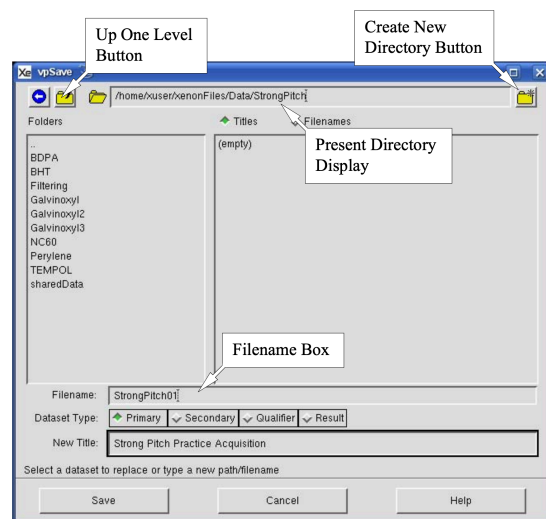 Up One Level
Button
Create New
Directory Button
Xe vpSave
/home/xuser/xenonFiles/Data/StrongPitch
Folders
Titles
Filenames
..
BDPA
BHT
Filtering
Galvinoxyl
Galvinoxyl2
Galvinoxyl3
NC60
Perylene
TEMPOL
sharedData
(empty)
Present Directory
Display
Filename Box
Filename: StrongPitch01
Dataset Type: Primary Secondary Qualifier Result
New Title: Strong Pitch Practice Acquisition
Select a dataset to replace or type a new path/filename
Save Cancel Help